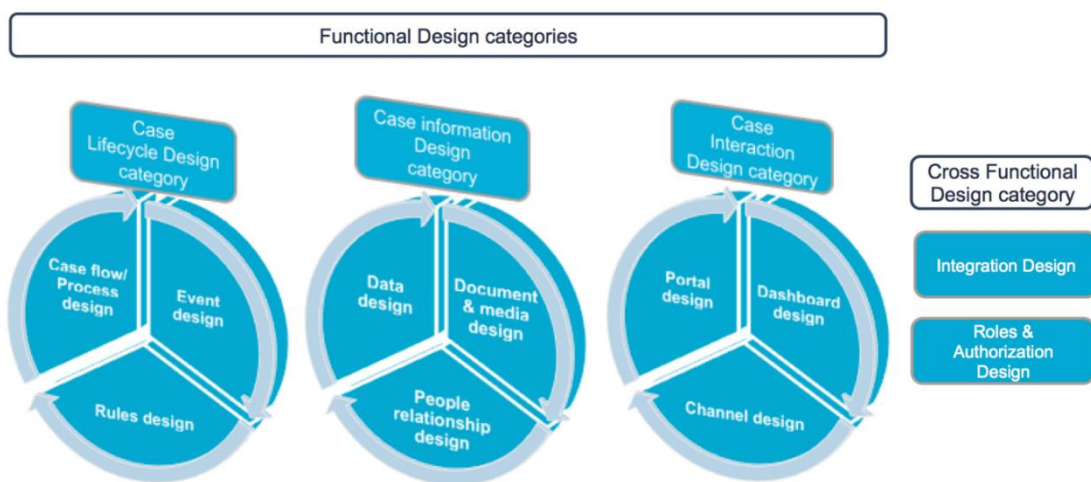 Functional Design categories
Case
Lifecycle Design
category
Case flow/
Process
design
Event
design
Rules design
Case information
Design
category
Data
design
Document
& media
design
People
relationship
design
Case
Interaction
Design category
Portal
design
Dashboard
design
Channel design
Cross Functional
Design category
Integration Design
Roles &
Authorization
Design